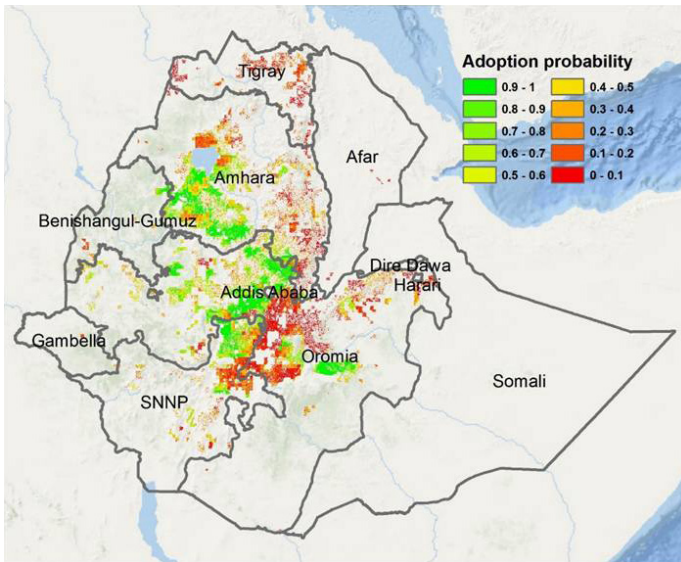 Adoption probability
0.9 - 1 0.4 - 0.5
0.8 - 0.9 0.3 - 0.4
0.7 - 0.8 0.2 - 0.3
0.6 - 0.7 0.1 - 0.2
0.5 - 0.6 0 - 0.1
Tigray
Afar
Amhara
Benishangul-Gumuz
Dire Dawa
Harari
Addis Ababa
Gambella
Oromia
Somali
SNNP